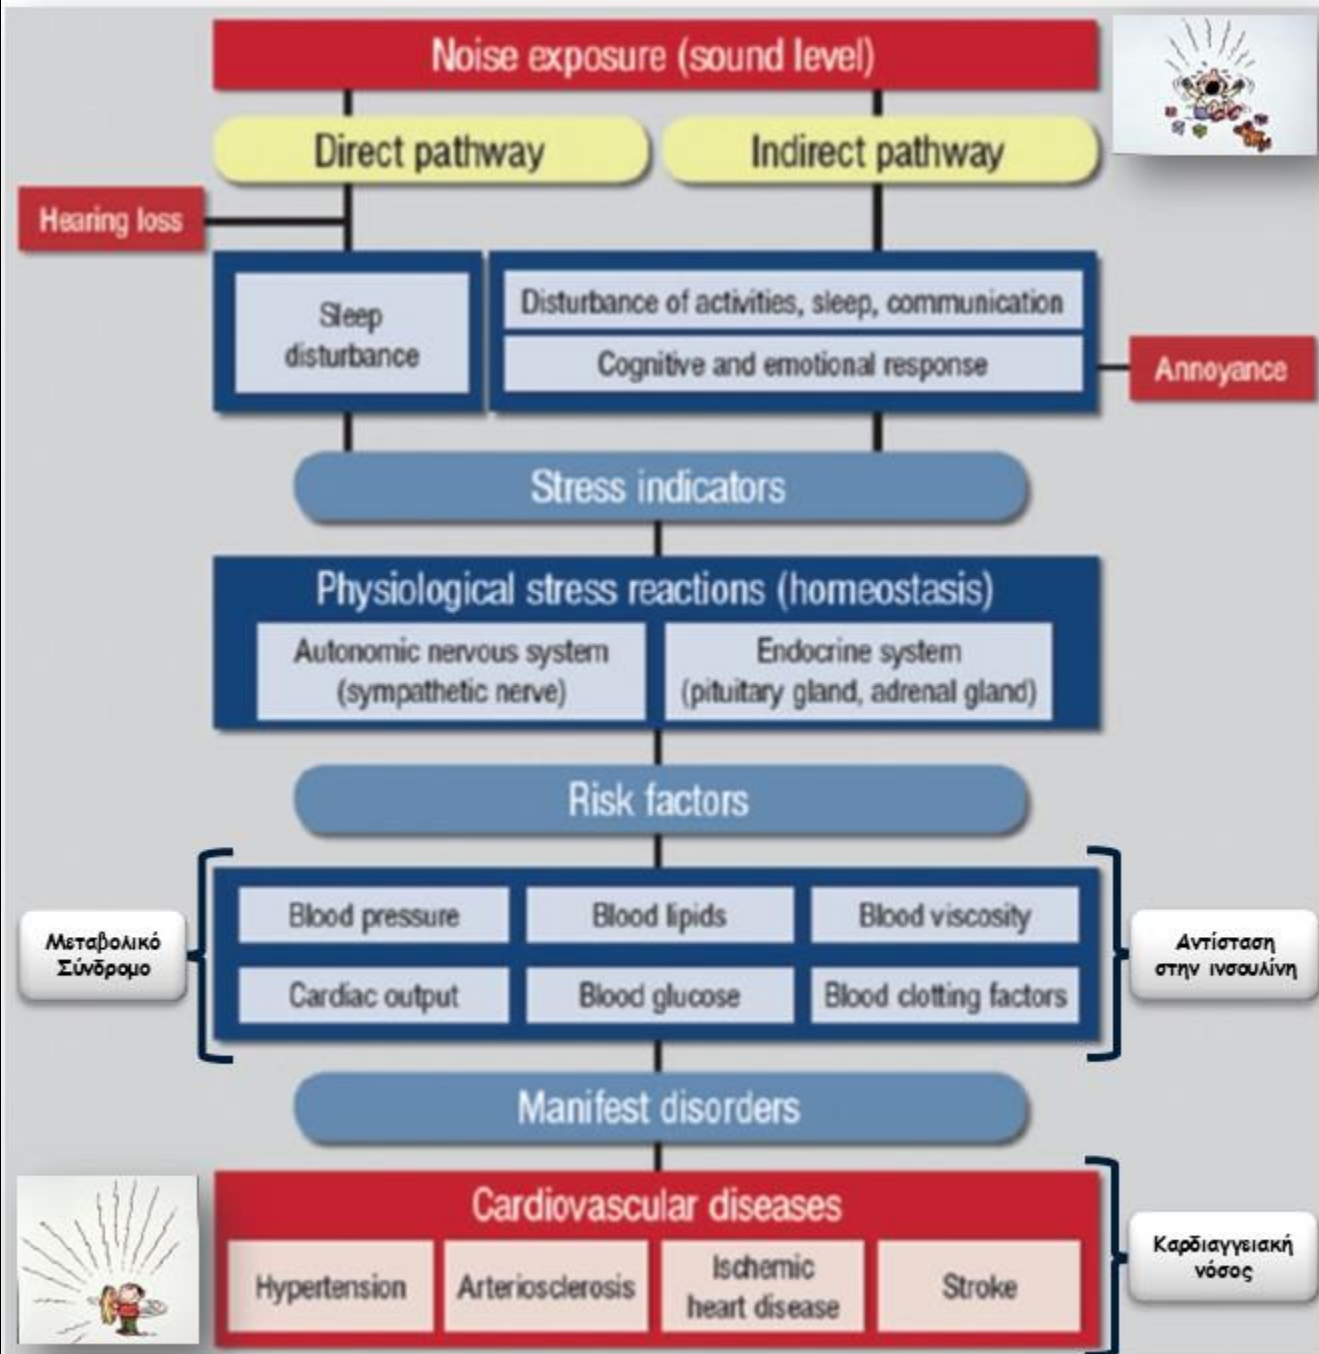 Noise exposure (sound level)
Direct pathway
Indirect pathway
Hearing loss
Sleep
disturbance
Disturbance of activities, sleep, communication
Cognitive and emotional response
Annoyance
Stress indicators
Physiological stress reactions (homeostasis)
Autonomic nervous system
(sympathetic nerve)
Endocrine system
(pituitary gland, adrenal gland)
Risk factors
Μεταβολικό
Σύνδρομο
Blood pressure
Blood lipids
Blood viscosity
Cardiac output
Blood glucose
Blood clotting factors
Αντίσταση
στην ινσουλίνη
Manifest disorders
Cardiovascular diseases
Hypertension
Arteriosclerosis
Ischemic
heart disease
Stroke
Καρδιαγγειακή
νόσος